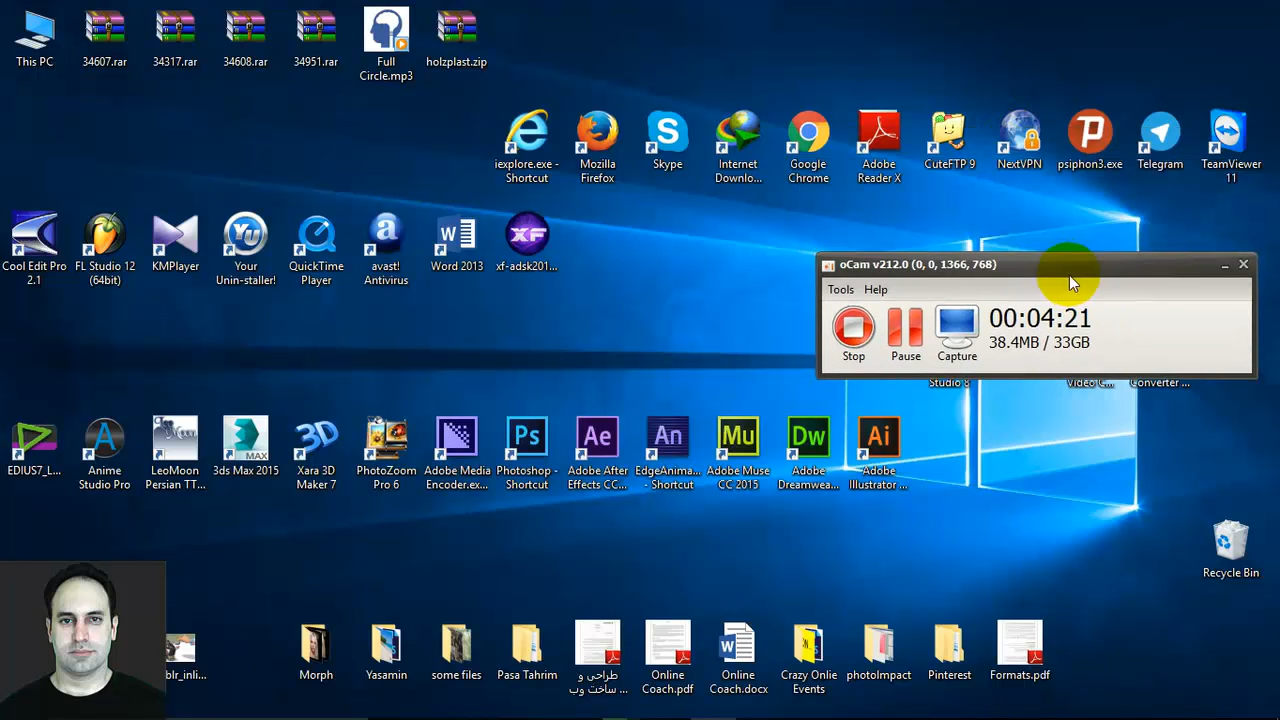 This PC
34607.rar
34317.rar
34608.rar
34951.rar
Full
Circle.mp3
holzplast.zip
iexplore.exe -
Shortcut
Mozilla
Firefox
Skype
Internet
Downlo...
Google
Chrome
Adobe
Reader X
CuteFTP 9
NextVPN
psiphon3.exe
Telegram
TeamViewer
11
Cool Edit Pro
2.1
FL Studio 12
(64bit)
KMPlayer
Your
Unin-staller!
QuickTime
Player
avast!
Antivirus
Word 2013
xf-adsk201...
oCam v212.0 (0, 0, 1366, 768)
Tools Help
00:04:21
38.4MB / 33GB
Stop
Pause
Capture
Studio 8
Video C...
Converter ...
EDIUS7_L...
Anime
Studio Pro
LeoMoon
Persian TT...
3ds Max 2015
Xara 3D
Maker 7
PhotoZoom
Pro 6
Adobe Media
Encoder.ex...
Photoshop -
Shortcut
Adobe After
Effects CC...
EdgeAnima...
- Shortcut
Adobe Muse
CC 2015
Adobe
Dreamwea...
Adobe
Illustrator ...
Recycle Bin
blr_inli...
Morph
Yasamin
some files
Pasa Tahrim
طراحی و
ساخت وب ...
Online
Coach.pdf
Online
Coach.docx
Crazy Onlie
Events
photoImpact
Pinterest
Formats.pdf